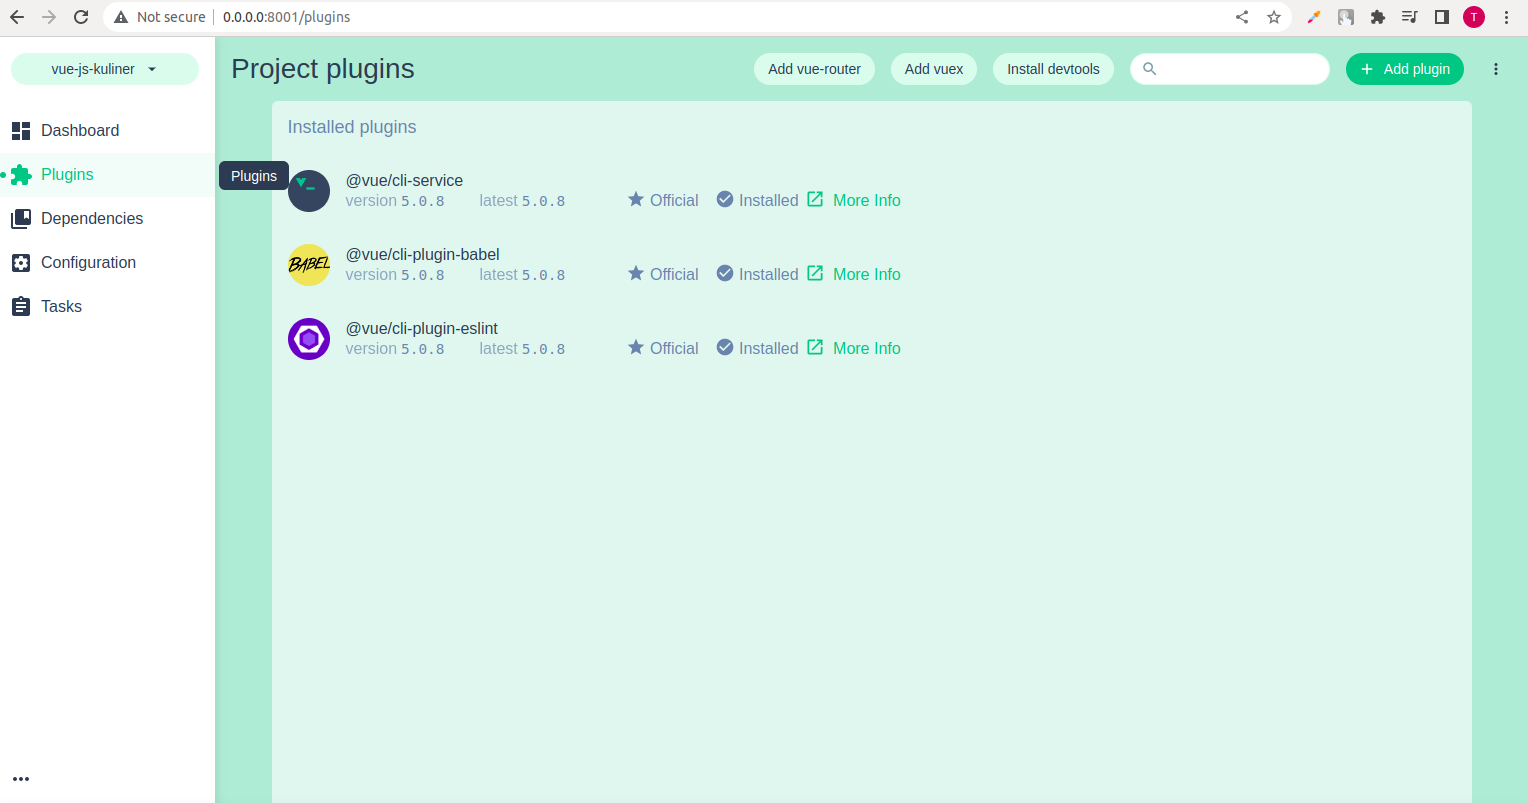 Not secure
0.0.0.0:8001/plugins
T
vue-js-kuliner
Dashboard
Plugins
Dependencies
Configuration
Tasks
Plugins
Project plugins
Add vue-router
Add vuex
Install devtools
Add plugin
Installed plugins
@vue/cli-service
version 5.0.8 latest 5.0.8 Official Installed More Info
BABEL
@vue/cli-plugin-babel
version 5.0.8 latest 5.0.8 Official Installed More Info
@vue/cli-plugin-eslint
version 5.0.8 latest 5.0.8 Official Installed More Info